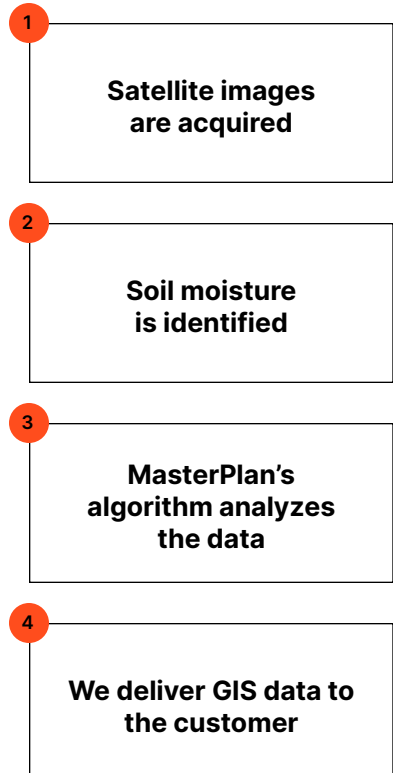 1
Satellite images
are acquired
2
Soil moisture
is identified
3
MasterPlan’s
algorithm analyzes
the data
4
We deliver GIS data to
the customer